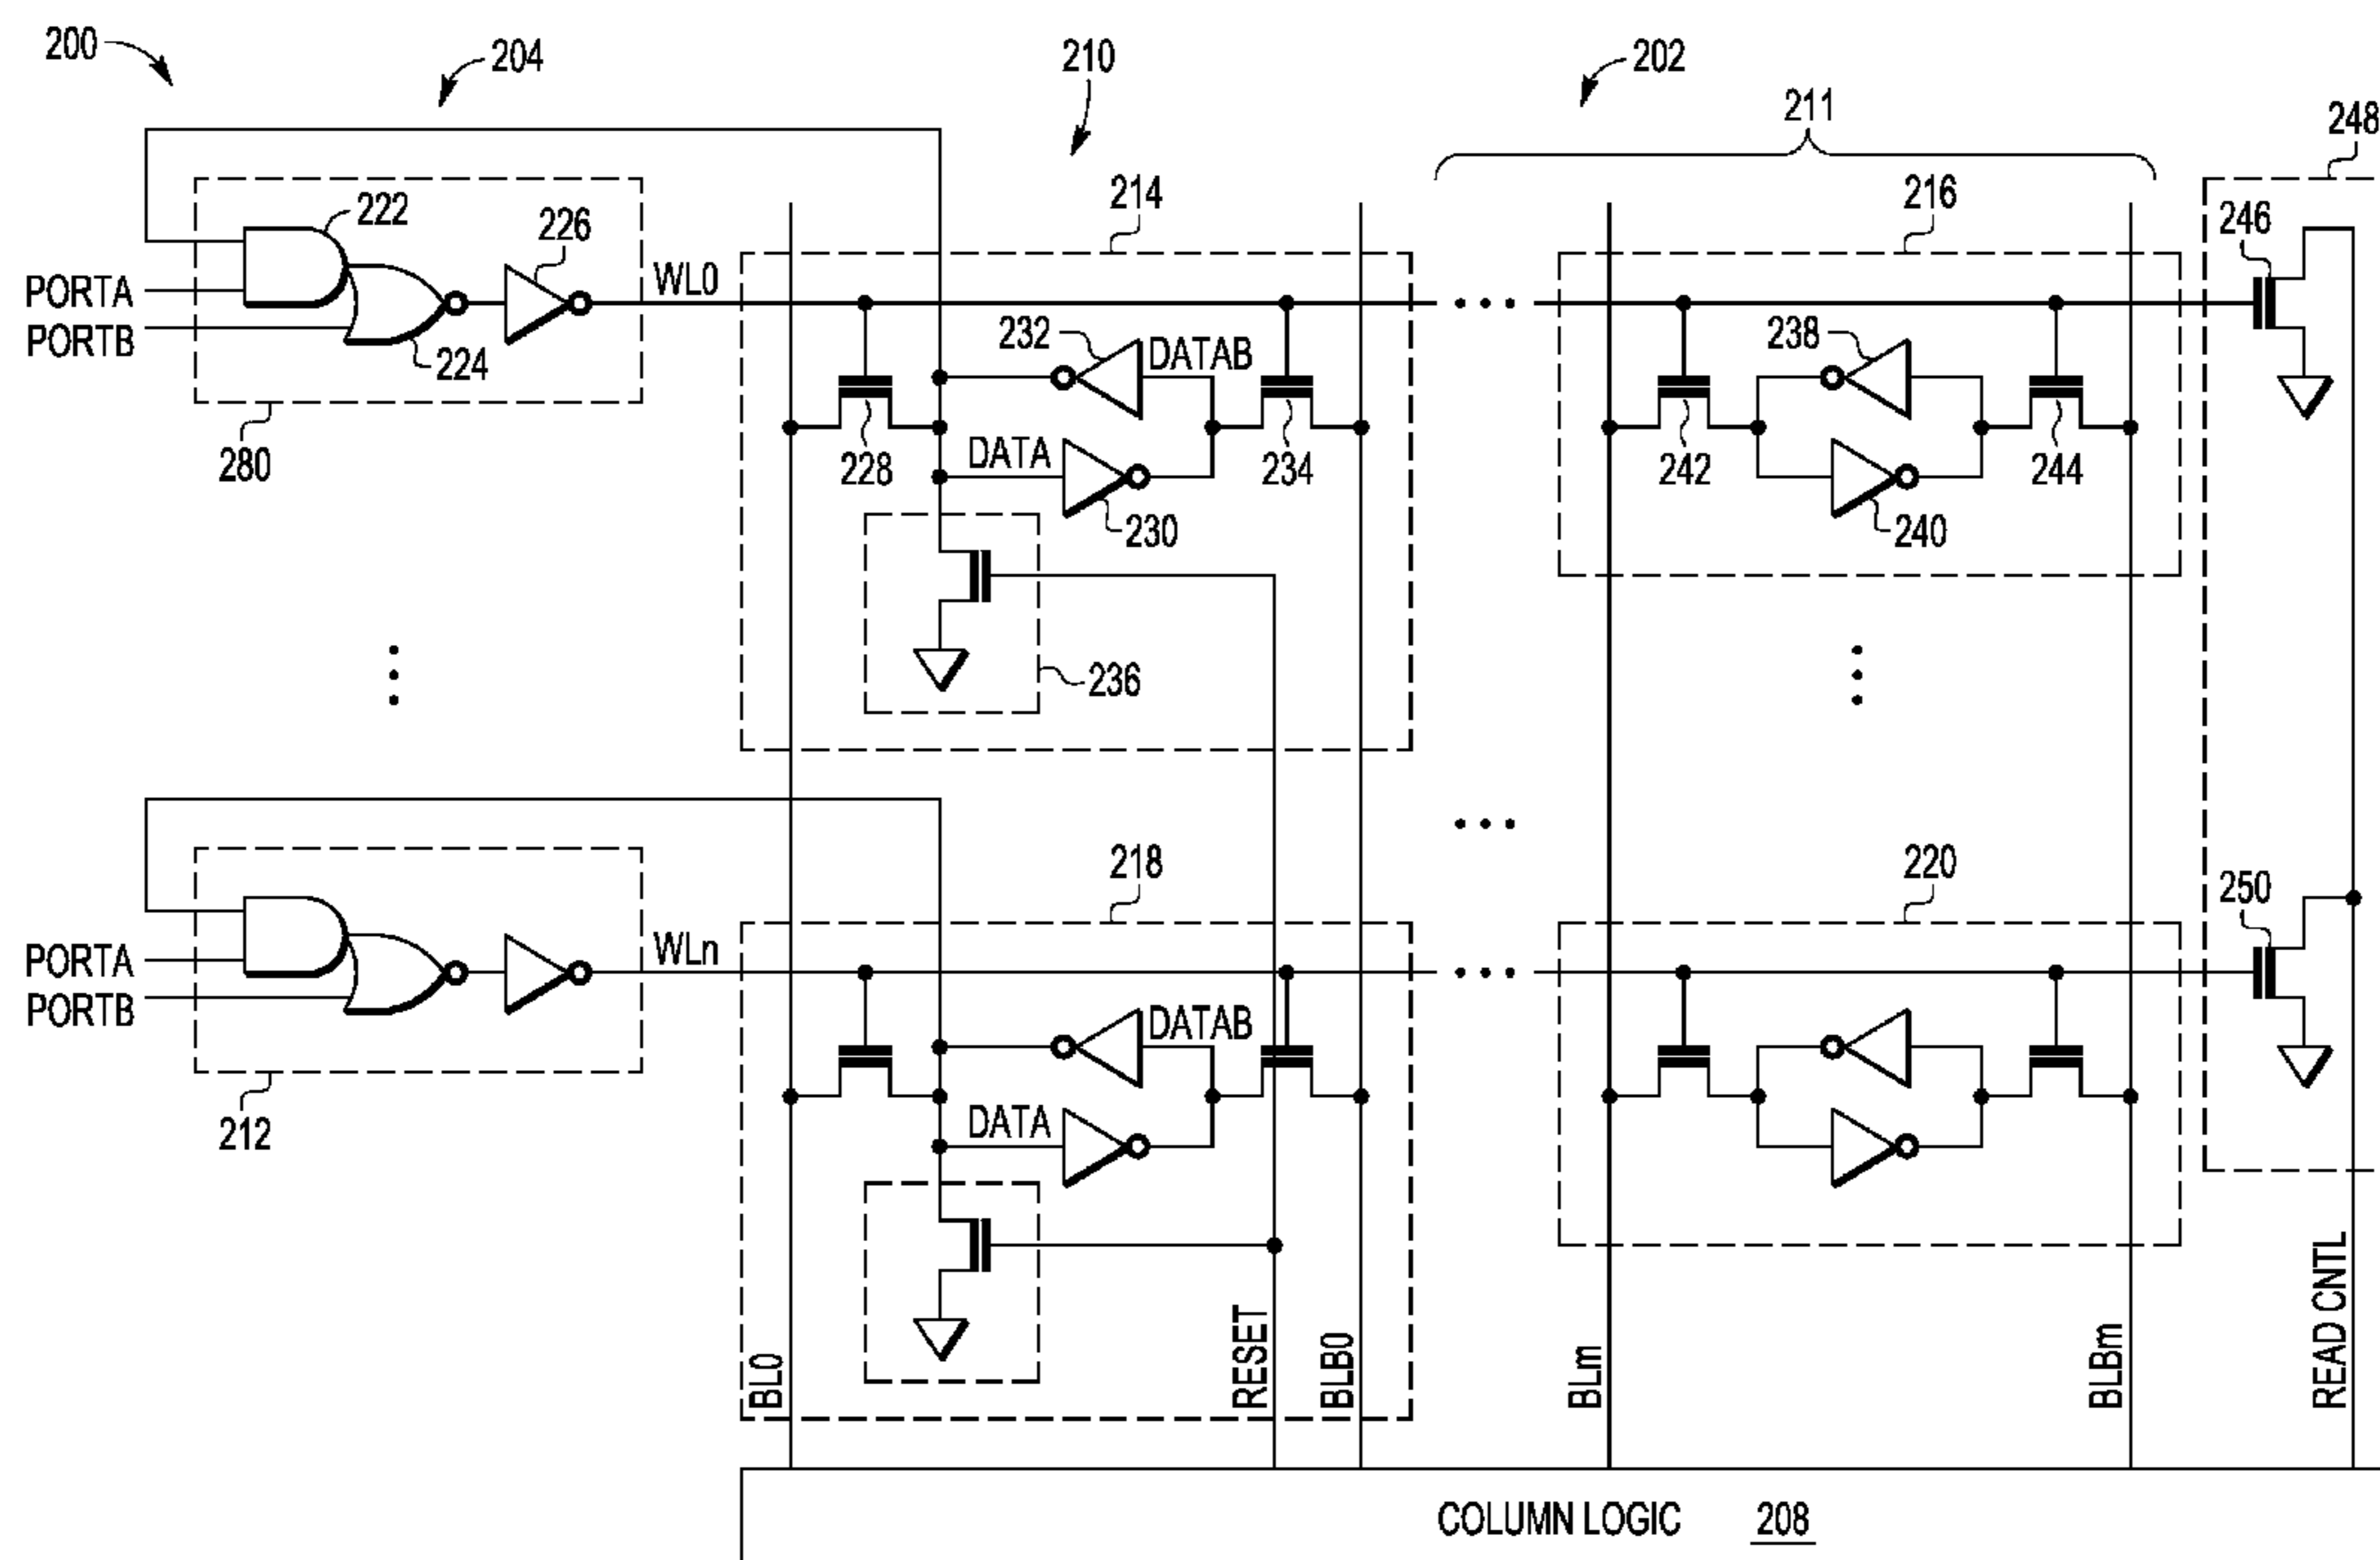 200
204
210
202
211
248
214
216
246
222
226
WL0
PORTA
PORTB
224
280
232
DATAB
238
228
DATA
234
242
244
230
240
236
218
220
250
WLn
PORTA
PORTB
212
DATAB
DATA
BL0
RESET
BLB0
BLm
BLBm
READ CNTL
COLUMN LOGIC 208